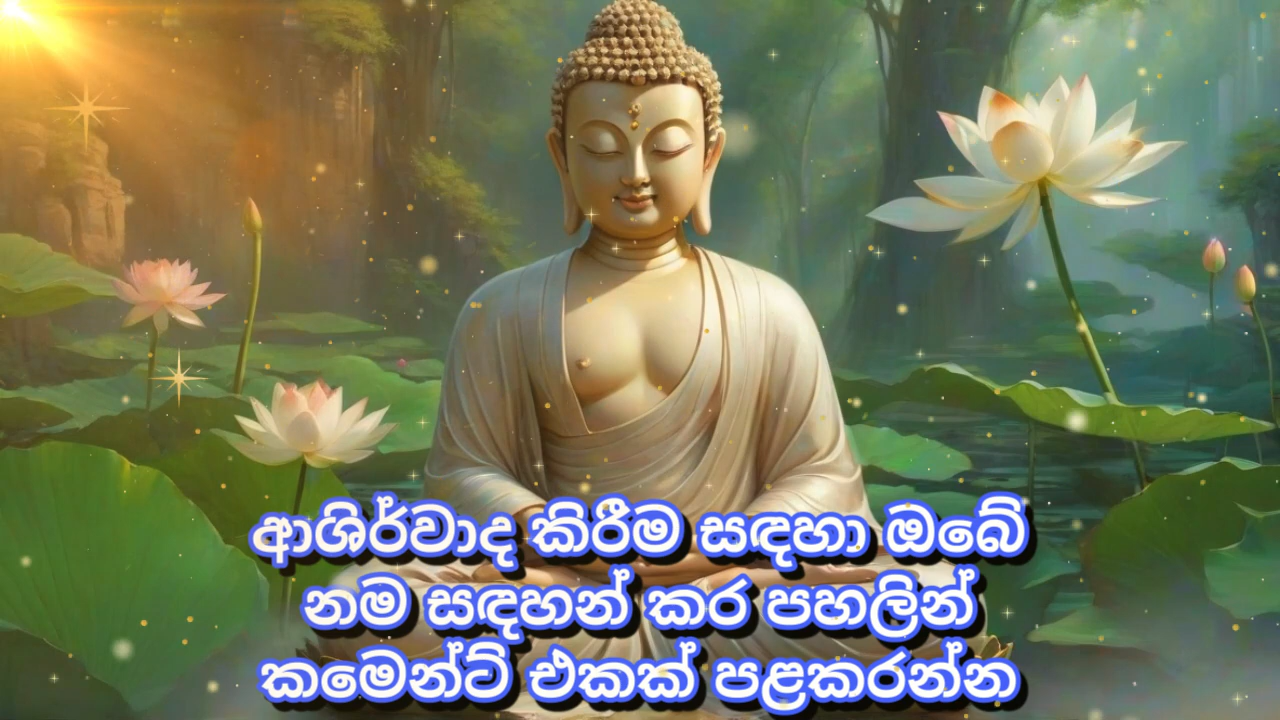 ආශිර්වාද කිරීම සඳහා ඔබේ
නම සඳහන් කර පහලින්
කමෙන්ට් එකක් පළකරන්න